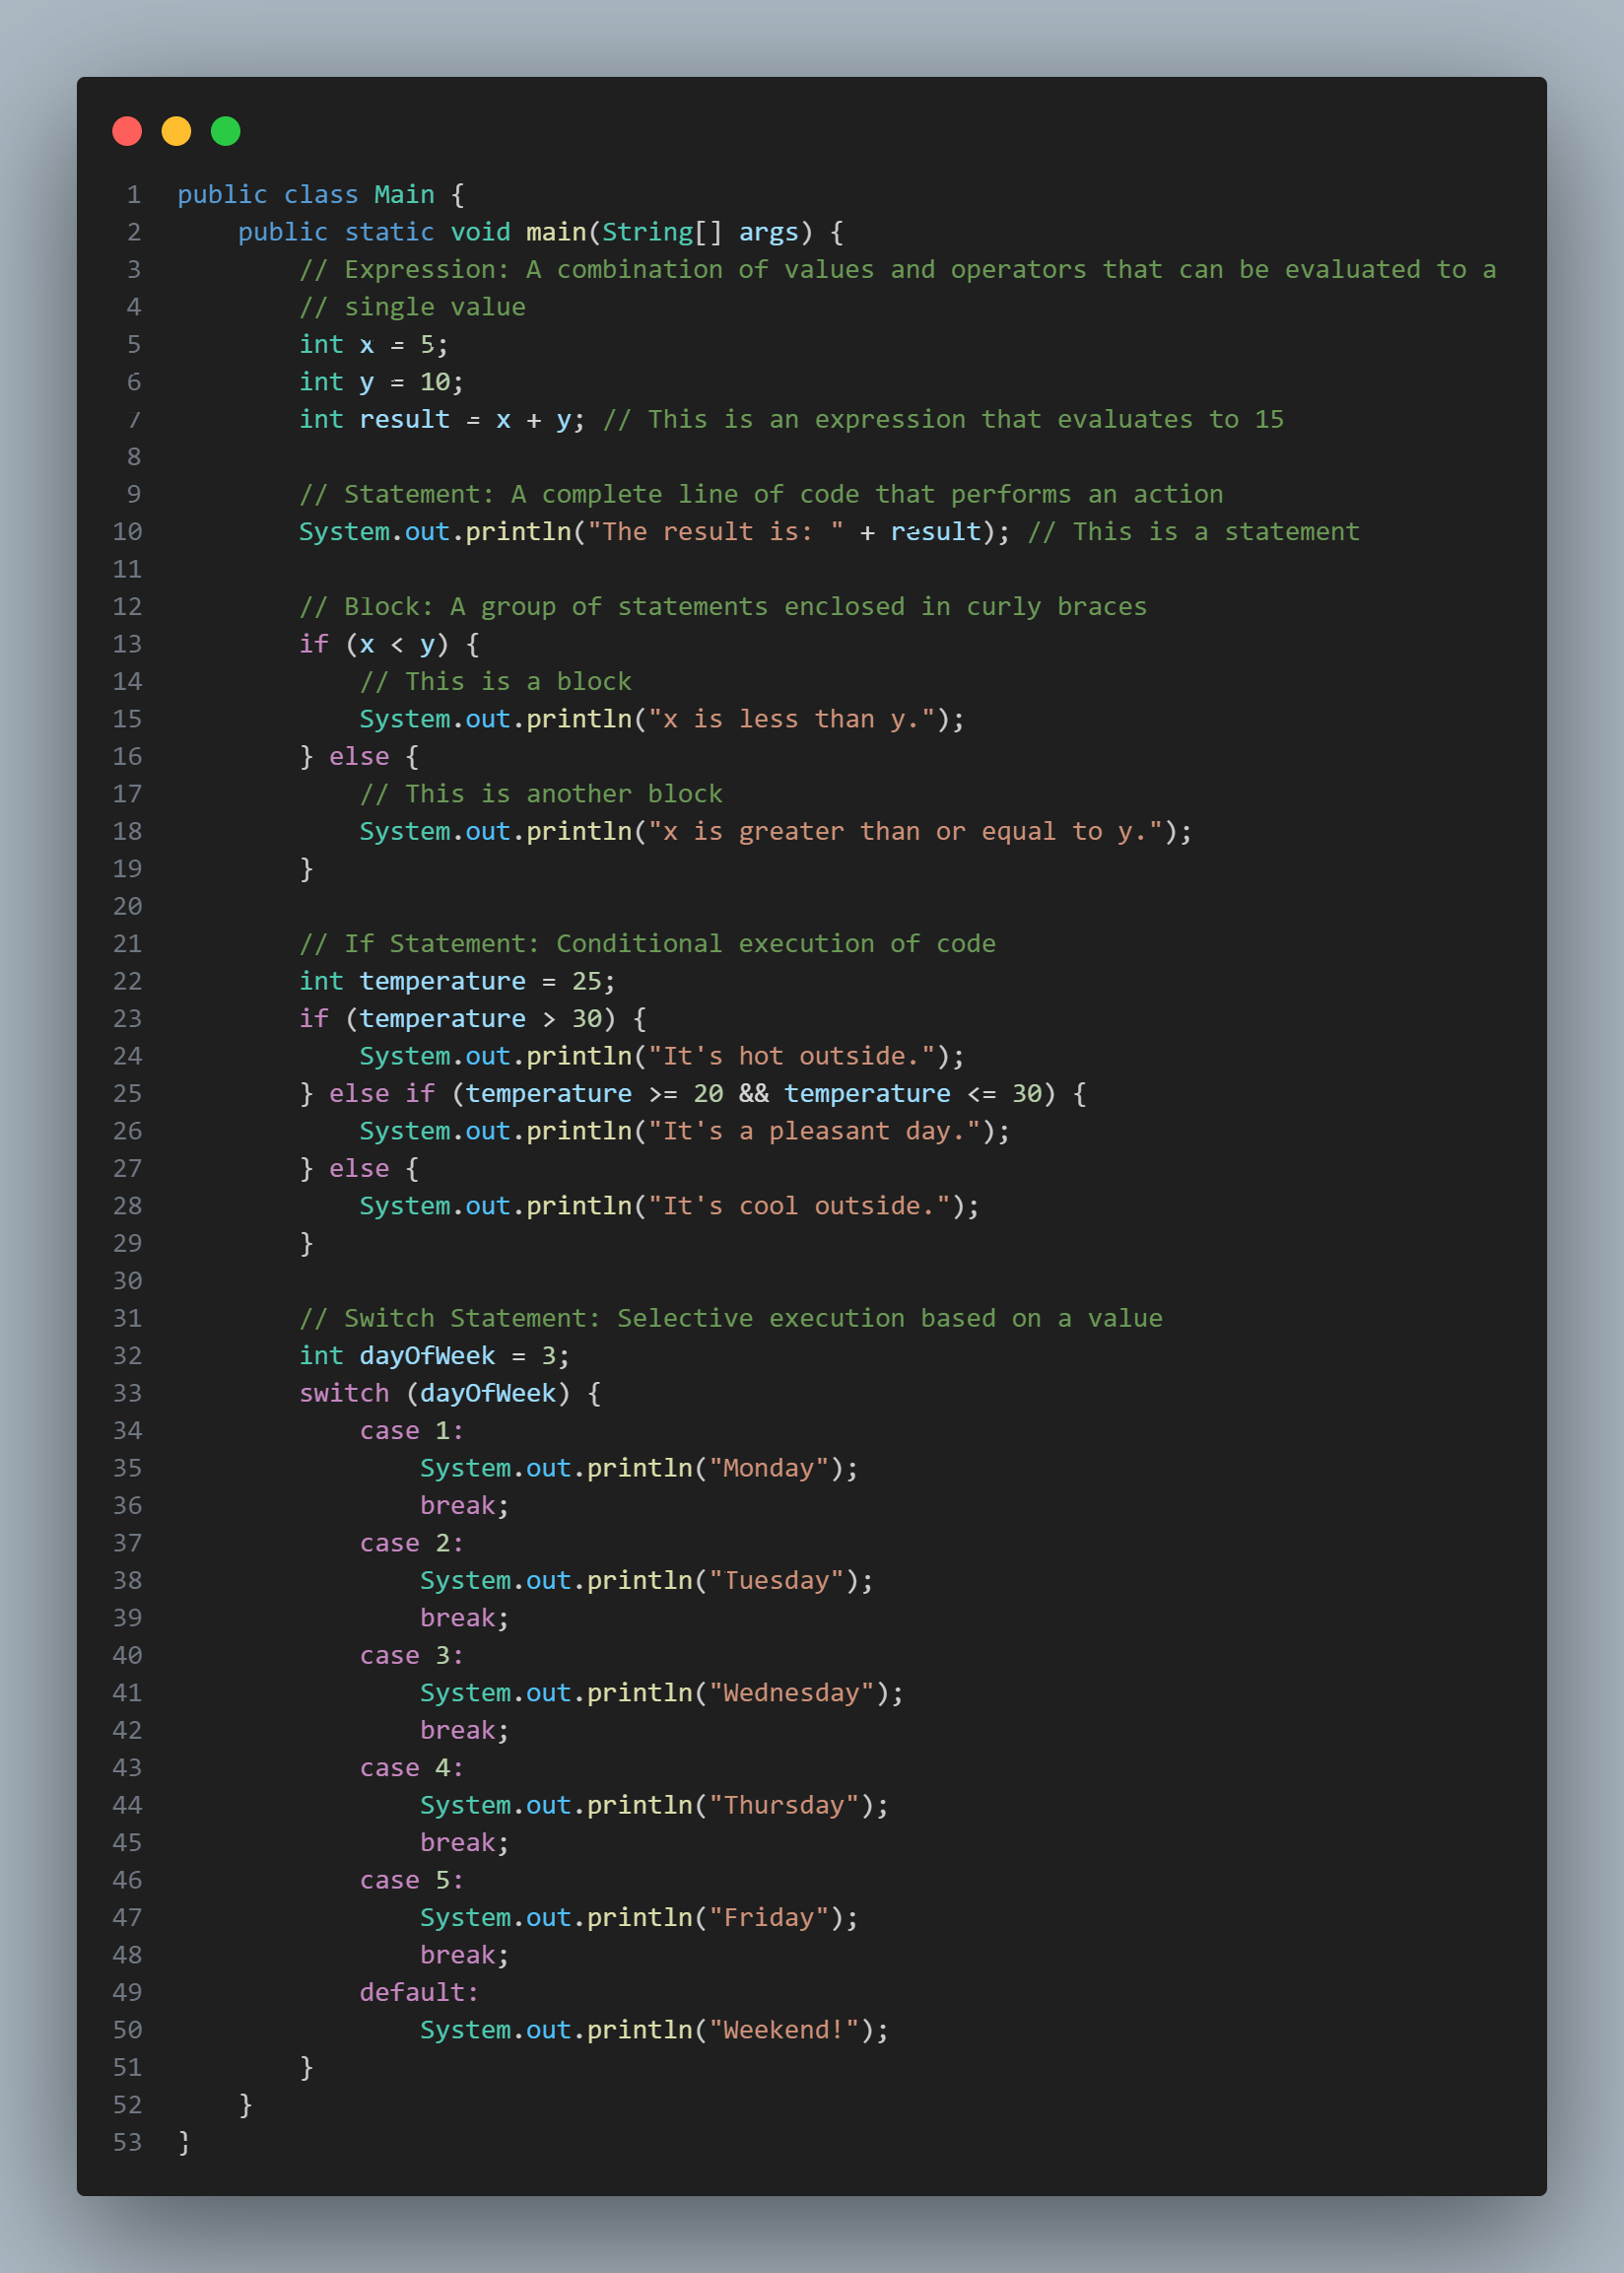 1 public class Main {
2     public static void main(String[] args) {
3         // Expression: A combination of values and operators that can be evaluated to a
4         // single value
5         int x = 5;
6         int y = 10;
7         int result = x + y; // This is an expression that evaluates to 15
8
9         // Statement: A complete line of code that performs an action
10         System.out.println("The result is: " + result); // This is a statement
11
12         // Block: A group of statements enclosed in curly braces
13         if (x < y) {
14             // This is a block
15             System.out.println("x is less than y.");
16         } else {
17             // This is another block
18             System.out.println("x is greater than or equal to y.");
19         }
20
21         // If Statement: Conditional execution of code
22         int temperature = 25;
23         if (temperature > 30) {
24             System.out.println("It's hot outside.");
25         } else if (temperature >= 20 && temperature <= 30) {
26             System.out.println("It's a pleasant day.");
27         } else {
28             System.out.println("It's cool outside.");
29         }
30
31         // Switch Statement: Selective execution based on a value
32         int dayOfWeek = 3;
33         switch (dayOfWeek) {
34             case 1:
35                 System.out.println("Monday");
36                 break;
37             case 2:
38                 System.out.println("Tuesday");
39                 break;
40             case 3:
41                 System.out.println("Wednesday");
42                 break;
43             case 4:
44                 System.out.println("Thursday");
45                 break;
46             case 5:
47                 System.out.println("Friday");
48                 break;
49             default:
50                 System.out.println("Weekend!");
51         }
52     }
53 }